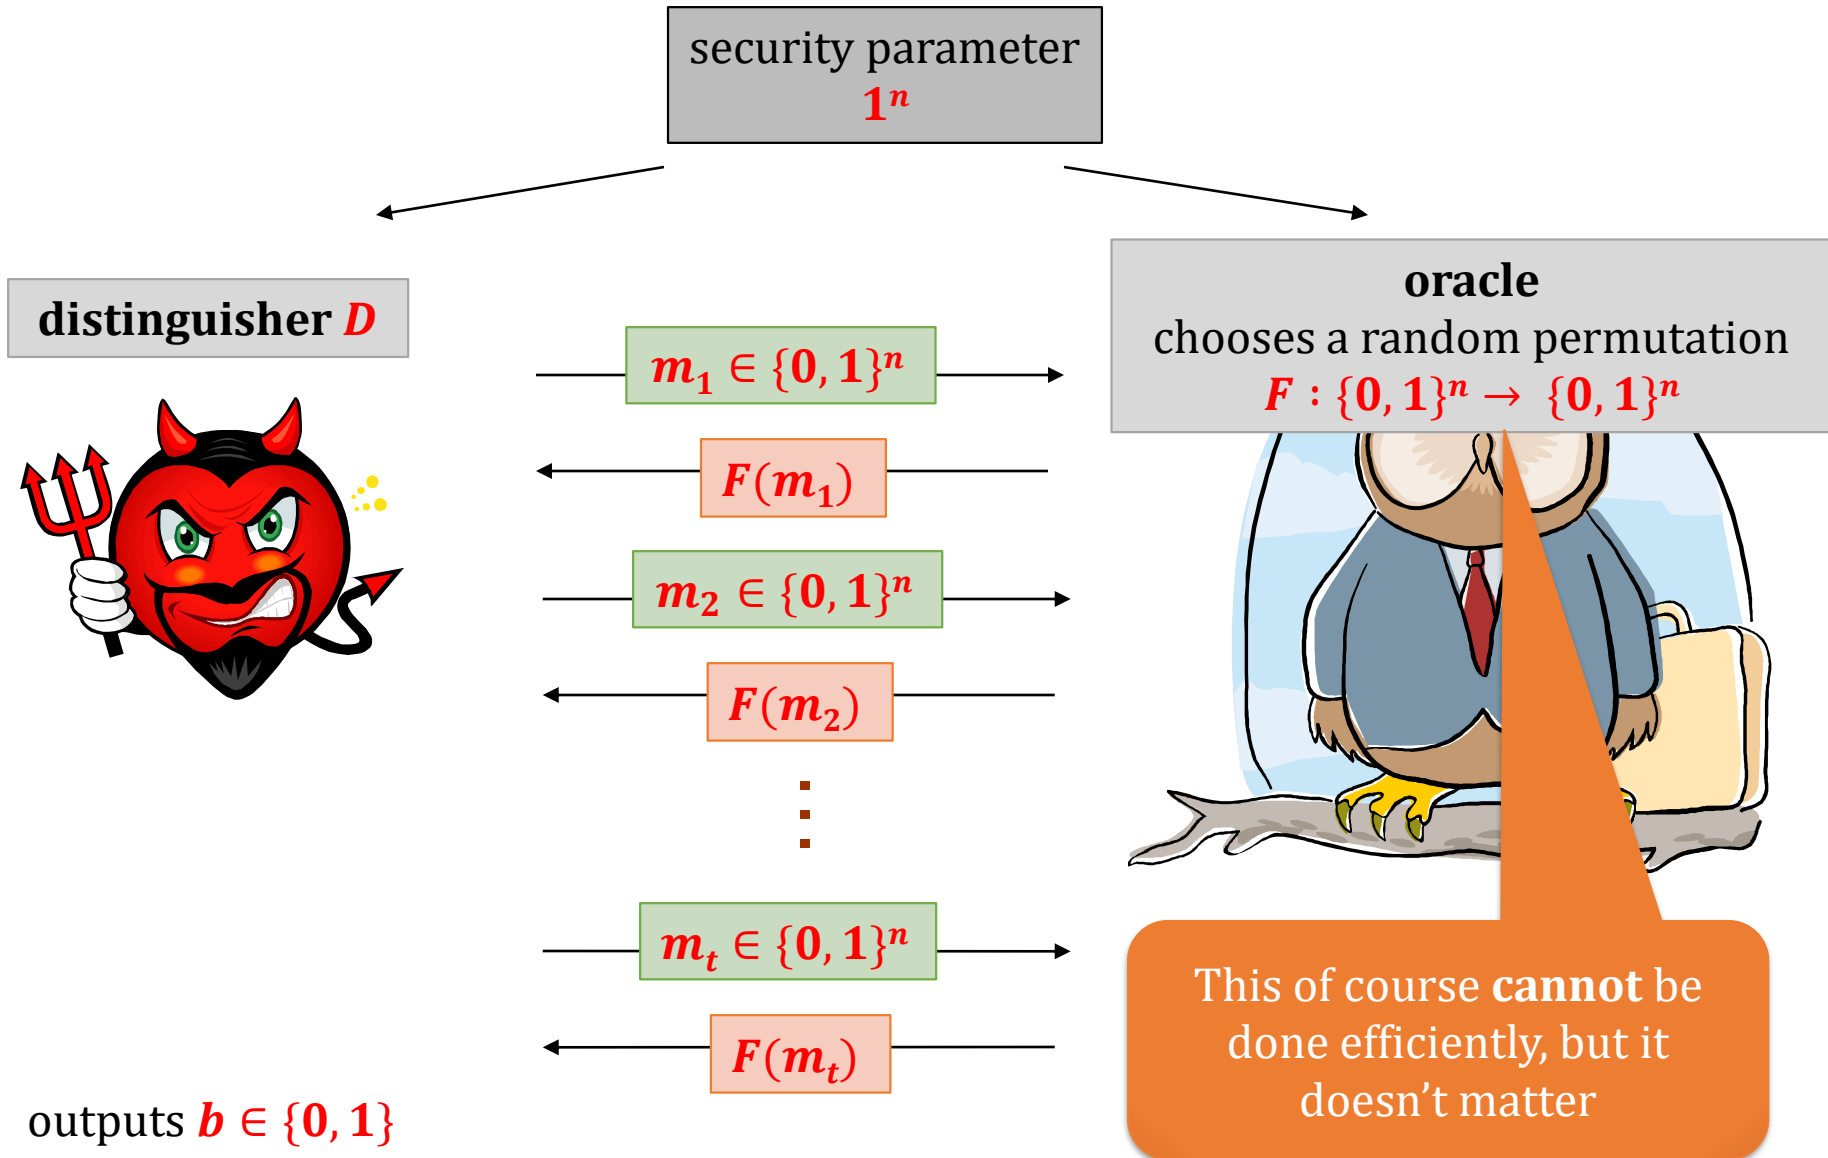 security parameter
1ⁿ
distinguisher D
oracle
chooses a random permutation
F : {0, 1}ⁿ → {0, 1}ⁿ
m₁ ∈ {0, 1}ⁿ
F(m₁)
m₂ ∈ {0, 1}ⁿ
F(m₂)
⋮
mₜ ∈ {0, 1}ⁿ
F(mₜ)
outputs b ∈ {0, 1}
This of course cannot be
done efficiently, but it
doesn’t matter